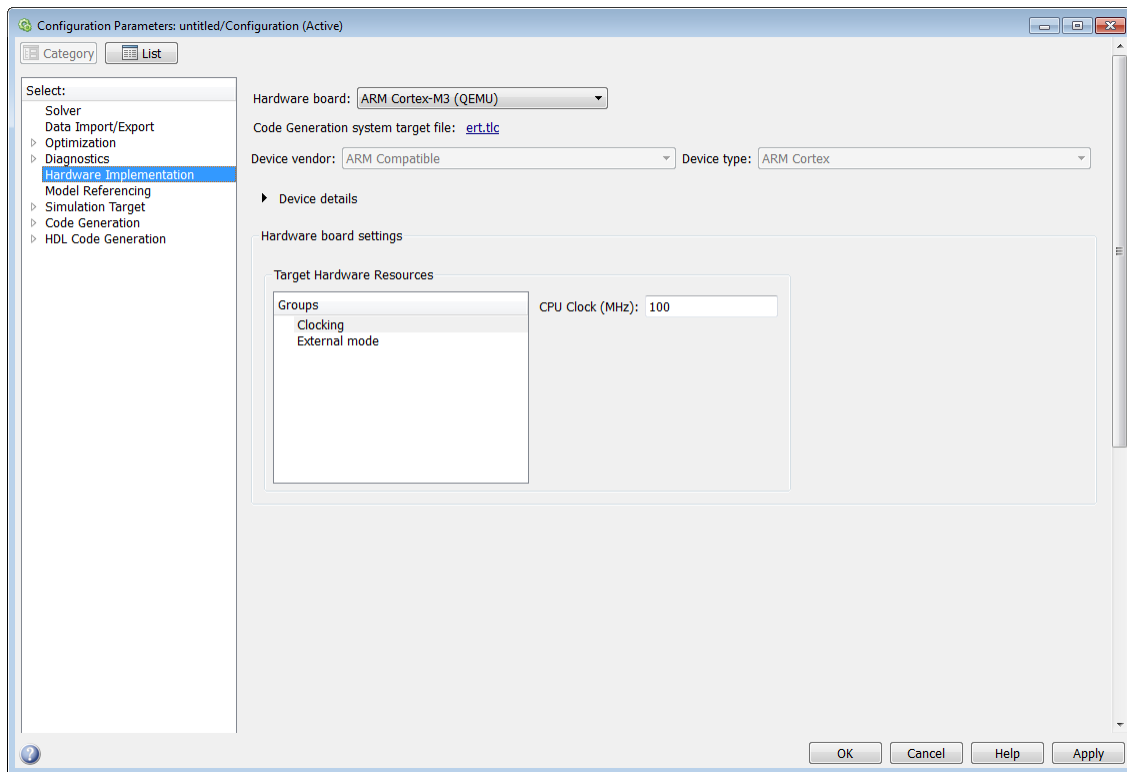 Configuration Parameters: untitled/Configuration (Active)
Category List
Select:
Solver
Data Import/Export
Optimization
Diagnostics
Hardware Implementation
Model Referencing
Simulation Target
Code Generation
HDL Code Generation
Hardware board: ARM Cortex-M3 (QEMU)
Code Generation system target file: ert.tlc
Device vendor: ARM Compatible Device type: ARM Cortex
Device details
Hardware board settings
Target Hardware Resources
Groups
Clocking
External mode
CPU Clock (MHz): 100
OK Cancel Help Apply